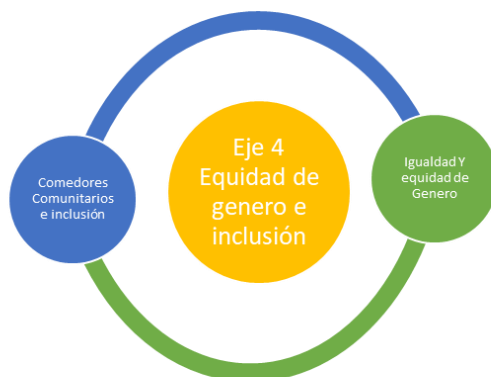 Eje 4
Equidad de
genero e
inclusión
Comedores
Comunitarios
e inclusión
Igualdad Y
equidad de
Genero